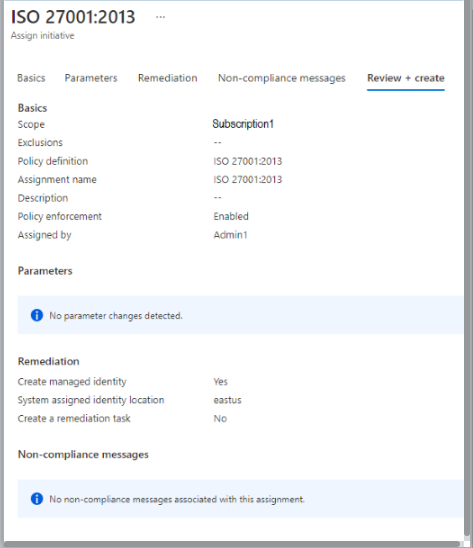 ISO 27001:2013 ...
Assign initiative
Basics Parameters Remediation Non-compliance messages Review + create
Basics
Scope Subscription1
Exclusions --
Policy definition ISO 27001:2013
Assignment name ISO 27001:2013
Description --
Policy enforcement Enabled
Assigned by Admin1
Parameters
No parameter changes detected.
Remediation
Create managed identity Yes
System assigned identity location eastus
Create a remediation task No
Non-compliance messages
No non-compliance messages associated with this assignment.